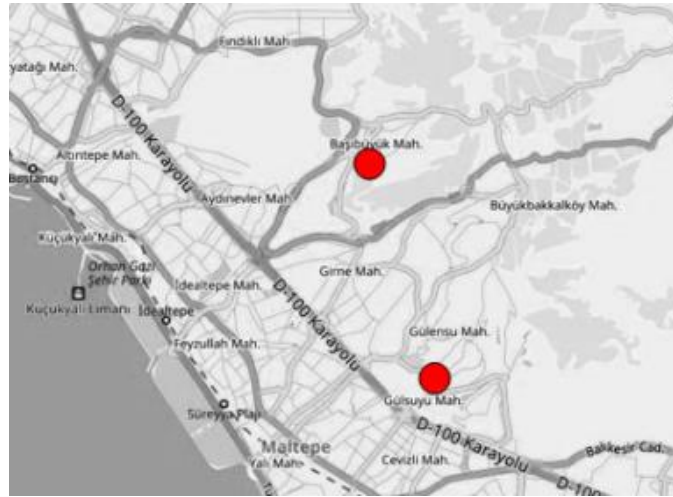 Fındıklı Mah
yatağı Mah.
D-100 Karayolu
Başıbüyük Mah.
Altıntepe Mah.
Bostancı
Aydınevler Mah
Büyükbakkalköy Mah.
Küçükyalı Mah.
Orhan Gazi
Şehir Parkı
Girne Mah.
İdealtepe Mah.
Küçükyalı Limanı
İdealtepe
D-100 Karayolu
Gülensu Mah.
Feyzullah Mah.
Gülsuyu Mah.
Süreyya Plajı
D-100 Karayolu
Maltepe
Balıkesir Cad.
Yalı Mah
Cevizli Mah.
D-100